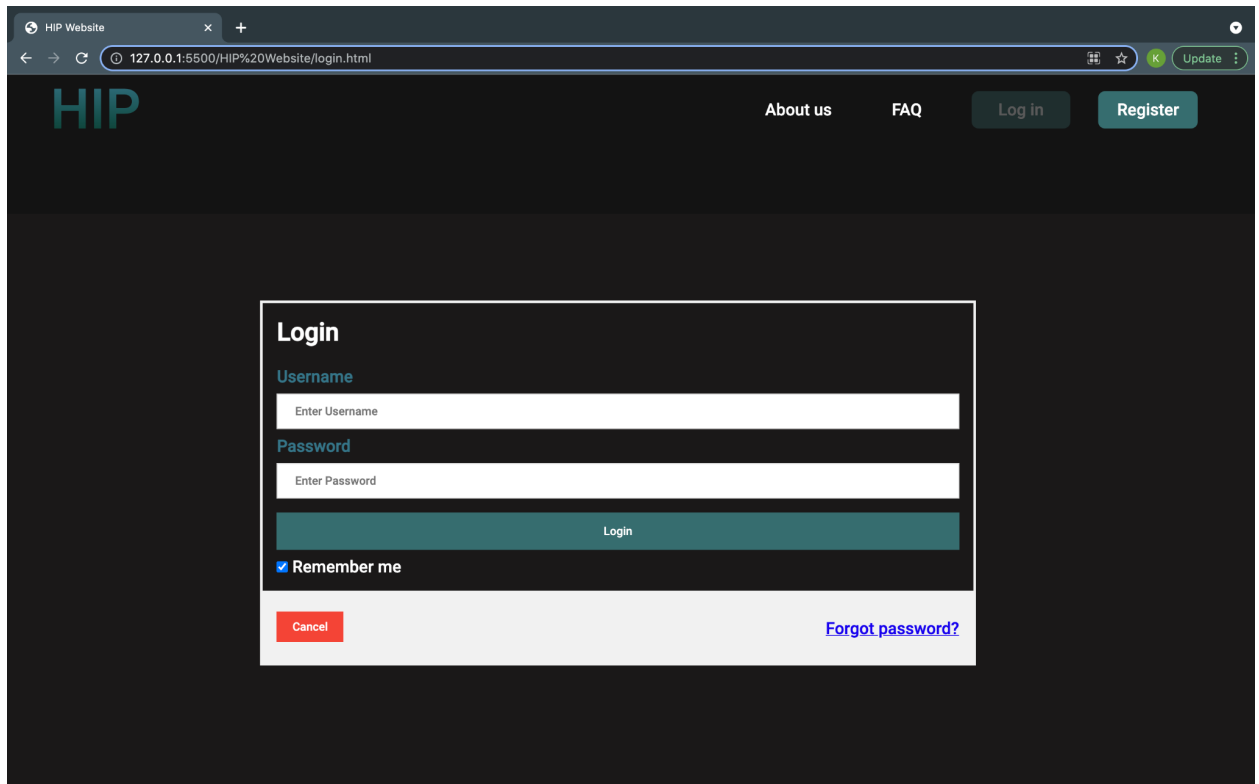 HIP Website
127.0.0.1:5500/HIP%20Website/login.html
K
Update
HIP
About us
FAQ
Log in
Register
Login
Username
Enter Username
Password
Enter Password
Login
Remember me
Cancel
Forgot password?